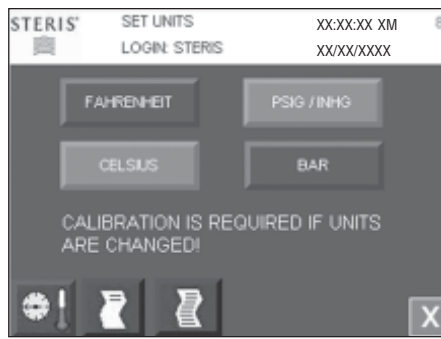 STERIS® SET UNITS XX:XX:XX XM
LOGIN: STERIS XX/XX/XXXX
FAHRENHEIT PSIG / INHG
CELSIUS BAR
CALIBRATION IS REQUIRED IF UNITS
ARE CHANGED!
X